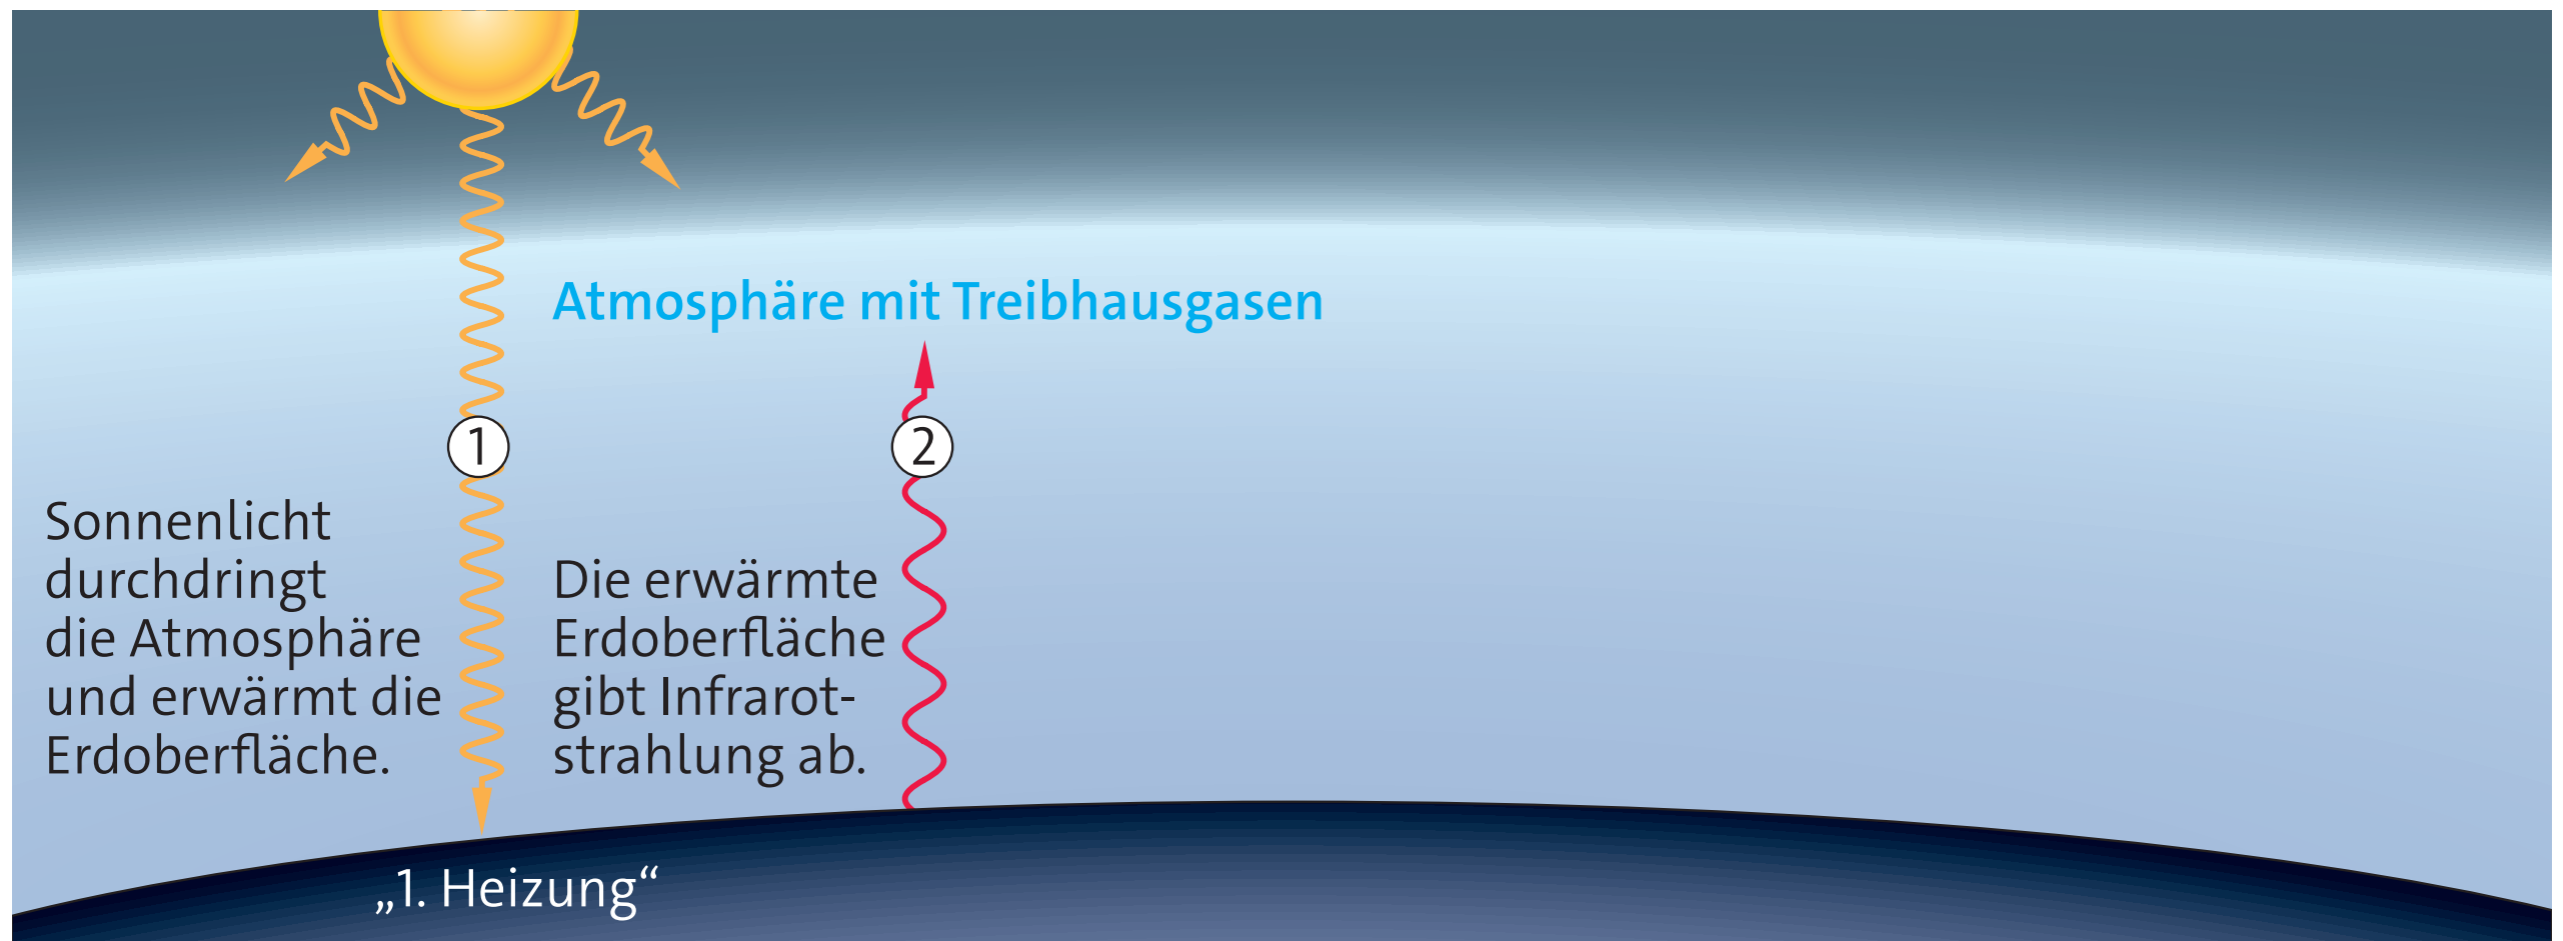 Atmosphäre mit Treibhausgasen
1
2
Sonnenlicht
durchdringt
die Atmosphäre
und erwärmt die
Erdoberfläche.
Die erwärmte
Erdoberfläche
gibt Infrarot-
strahlung ab.
„1. Heizung“